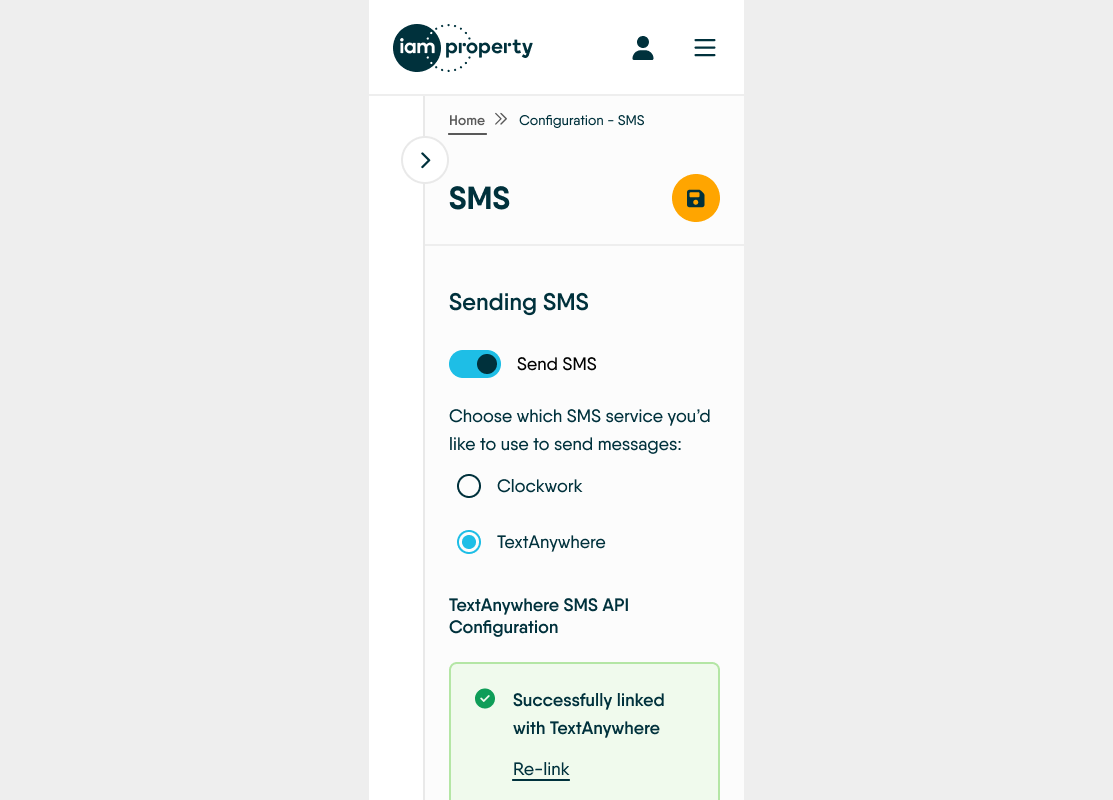 iam property
Home Configuration - SMS
SMS
Sending SMS
Send SMS
Choose which SMS service you’d
like to use to send messages:
Clockwork
TextAnywhere
TextAnywhere SMS API
Configuration
Successfully linked
with TextAnywhere
Re-link